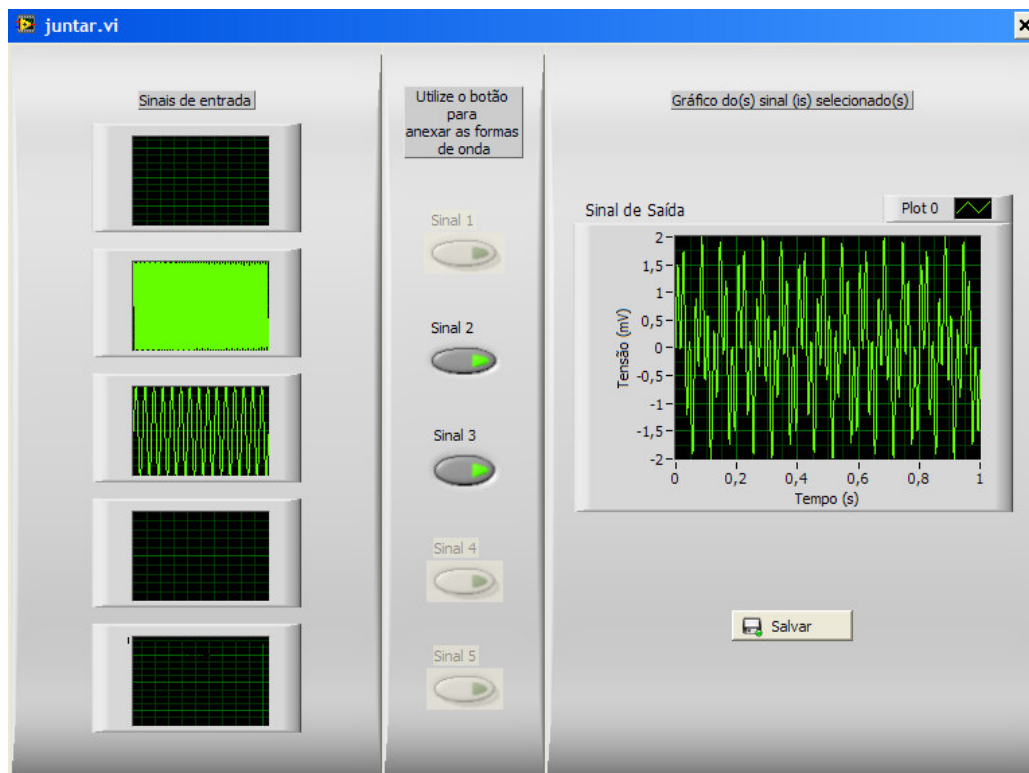 juntar.vi
Sinais de entrada
Utilize o botão
para
anexar as formas
de onda
Sinal 1
Sinal 2
Sinal 3
Sinal 4
Sinal 5
Gráfico do(s) sinal (is) selecionado(s)
Sinal de Saída
Plot 0
Tensão (mV)
2
1,5
1
0,5
0
-0,5
-1
-1,5
-2
0 0,2 0,4 0,6 0,8 1
Tempo (s)
Salvar